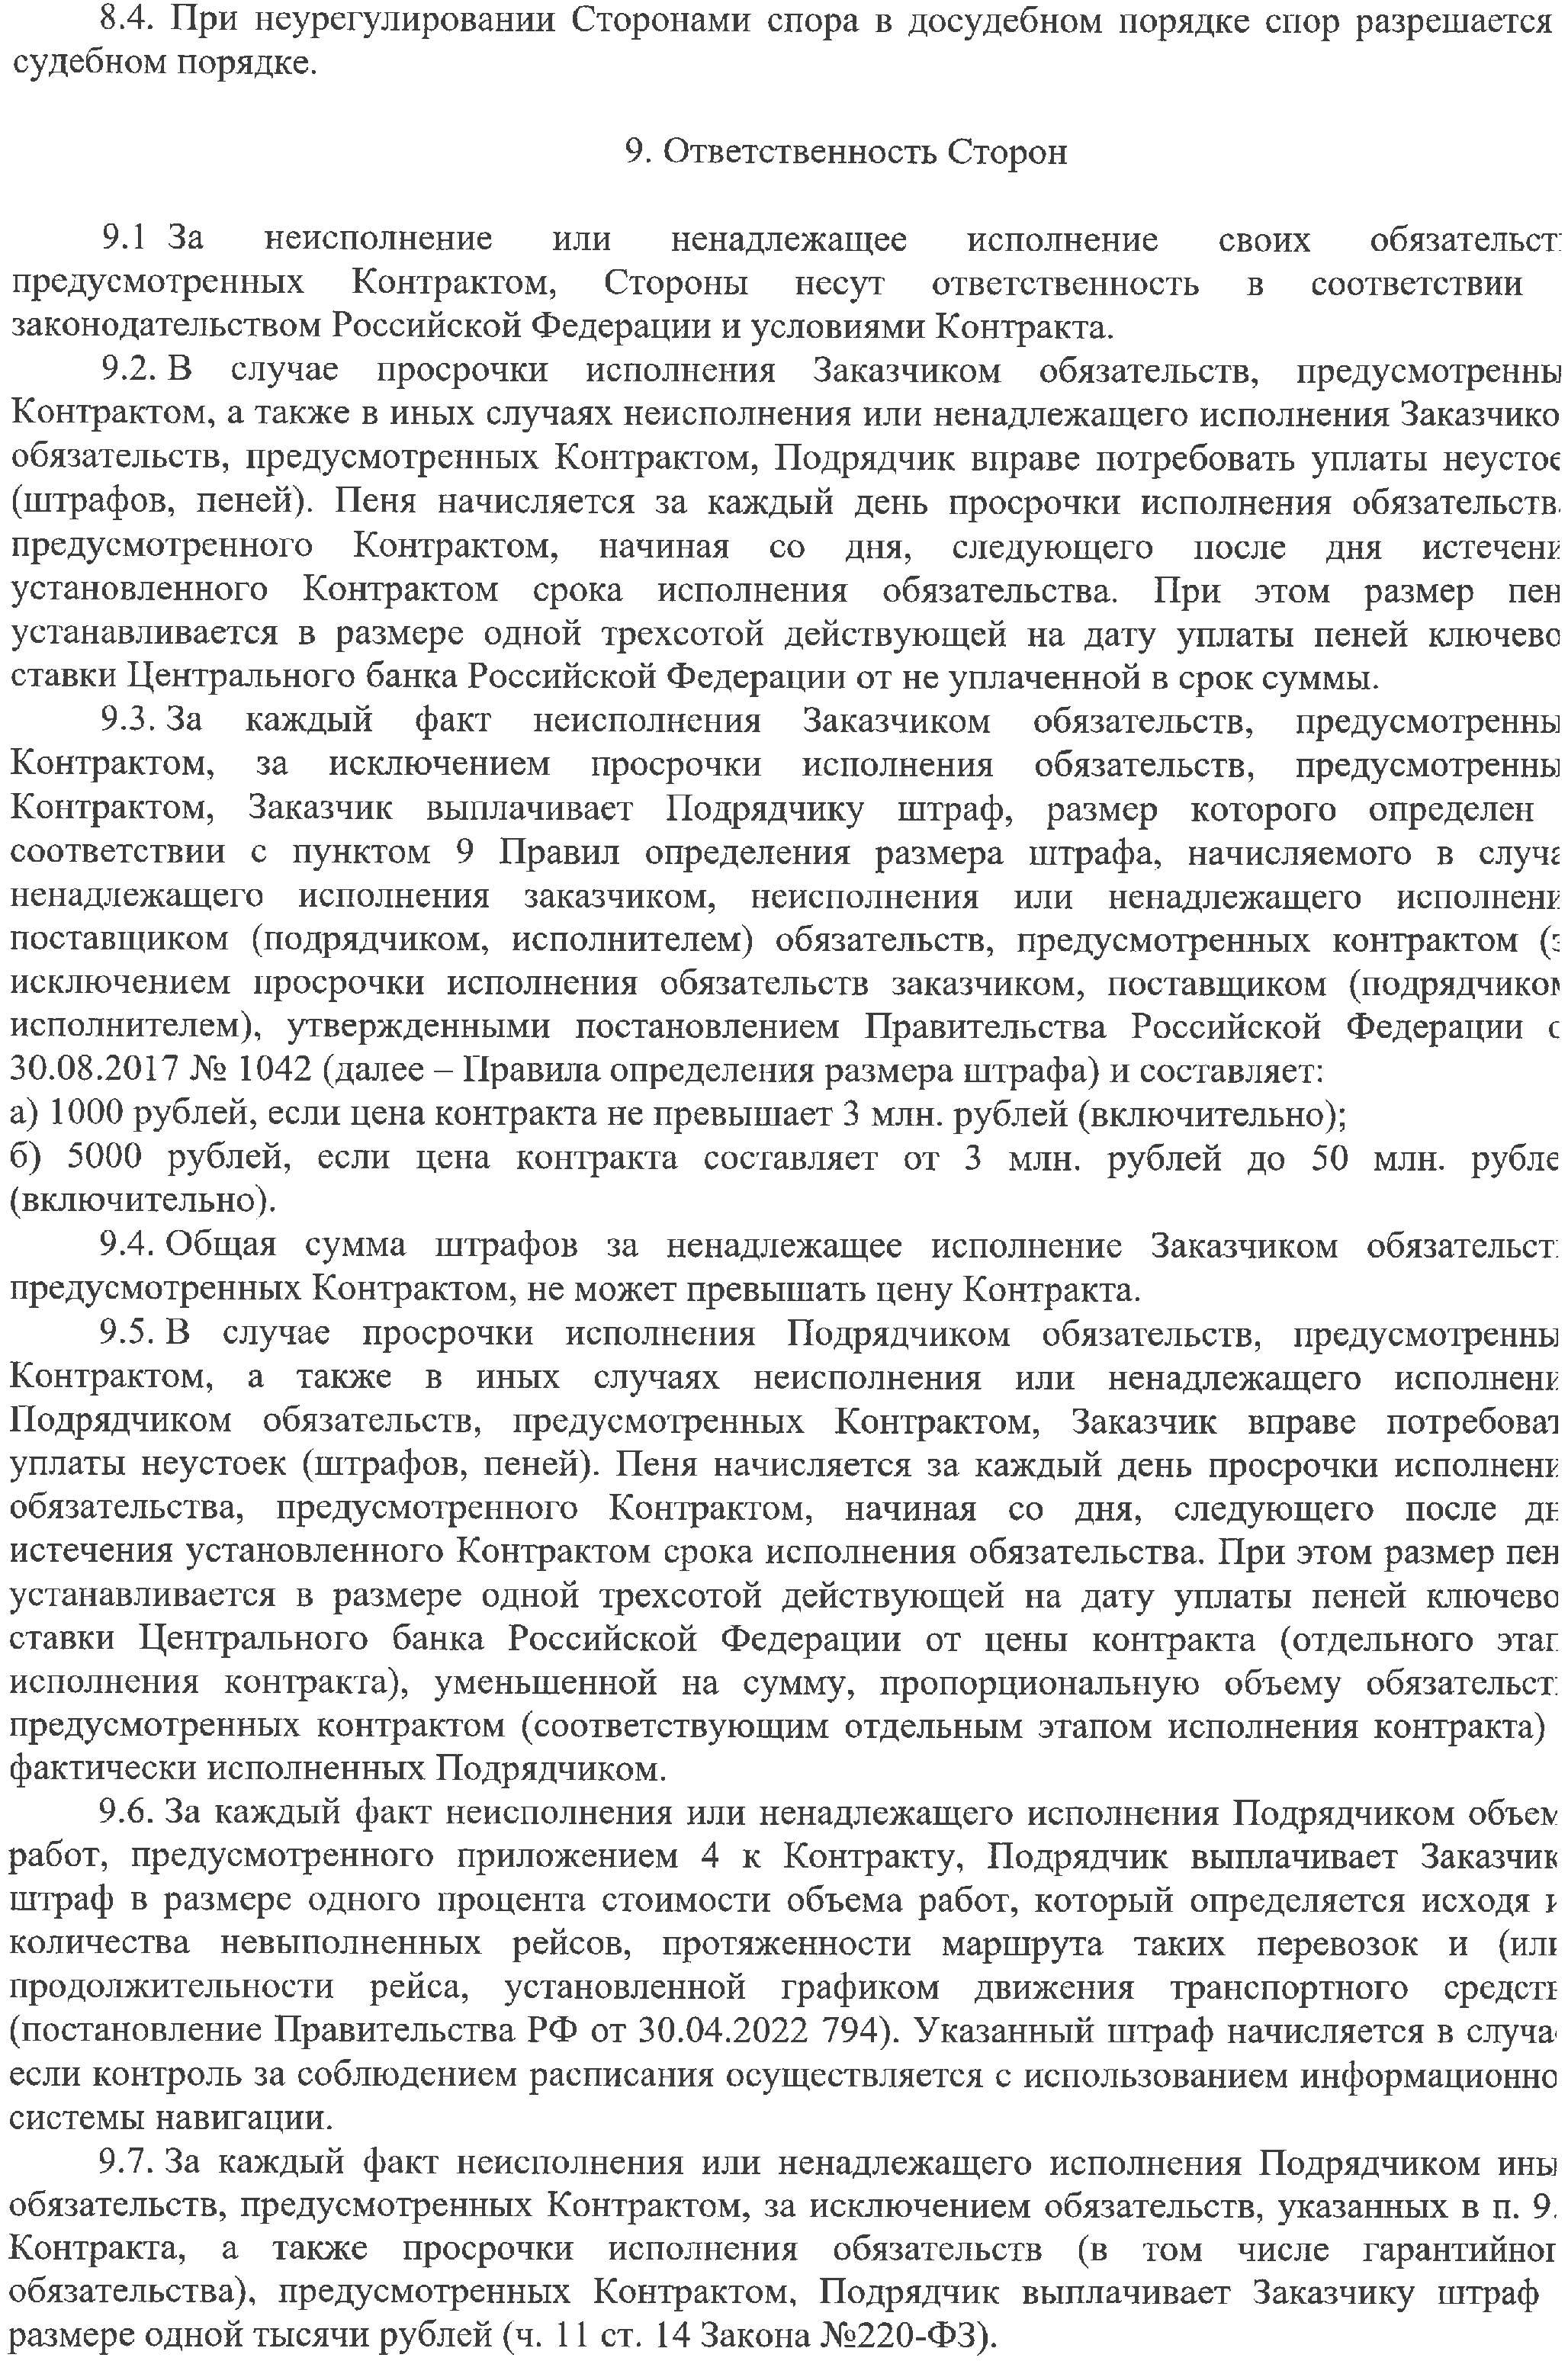 8.4. При неурегулировании Сторонами спора в досудебном порядке спор разрешается
судебном порядке.
9. Ответственность Сторон
9.1 За неисполнение или ненадлежащее исполнение своих обязательст
предусмотренных Контрактом, Стороны несут ответственность в соответствии
законодательством Российской Федерации и условиями Контракта.
9.2. В случае просрочки исполнения Заказчиком обязательств, предусмотренны
Контрактом, а также в иных случаях неисполнения или ненадлежащего исполнения Заказчико
обязательств, предусмотренных Контрактом, Подрядчик вправе потребовать уплаты неустое
(штрафов, пеней). Пеня начисляется за каждый день просрочки исполнения обязательств
предусмотренного Контрактом, начиная со дня, следующего после дня истечени
установленного Контрактом срока исполнения обязательства. При этом размер пен
устанавливается в размере одной трехсотой действующей на дату уплаты пеней ключево
ставки Центрального банка Российской Федерации от не уплаченной в срок суммы.
9.3. За каждый факт неисполнения Заказчиком обязательств, предусмотренны
Контрактом, за исключением просрочки исполнения обязательств, предусмотренны
Контрактом, Заказчик выплачивает Подрядчику штраф, размер которого определен
соответствии с пунктом 9 Правил определения размера штрафа, начисляемого в случа
ненадлежащего исполнения заказчиком, неисполнения или ненадлежащего исполнени
поставщиком (подрядчиком, исполнителем) обязательств, предусмотренных контрактом (з
исключением просрочки исполнения обязательств заказчиком, поставщиком (подрядчиком
исполнителем), утвержденными постановлением Правительства Российской Федерации о
30.08.2017 № 1042 (далее – Правила определения размера штрафа) и составляет:
а) 1000 рублей, если цена контракта не превышает 3 млн. рублей (включительно);
б) 5000 рублей, если цена контракта составляет от 3 млн. рублей до 50 млн. рубле
(включительно).
9.4. Общая сумма штрафов за ненадлежащее исполнение Заказчиком обязательст
предусмотренных Контрактом, не может превышать цену Контракта.
9.5. В случае просрочки исполнения Подрядчиком обязательств, предусмотренны
Контрактом, а также в иных случаях неисполнения или ненадлежащего исполнени
Подрядчиком обязательств, предусмотренных Контрактом, Заказчик вправе потребоват
уплаты неустоек (штрафов, пеней). Пеня начисляется за каждый день просрочки исполнени
обязательства, предусмотренного Контрактом, начиная со дня, следующего после дн
истечения установленного Контрактом срока исполнения обязательства. При этом размер пен
устанавливается в размере одной трехсотой действующей на дату уплаты пеней ключево
ставки Центрального банка Российской Федерации от цены контракта (отдельного этап
исполнения контракта), уменьшенной на сумму, пропорциональную объему обязательст
предусмотренных контрактом (соответствующим отдельным этапом исполнения контракта)
фактически исполненных Подрядчиком.
9.6. За каждый факт неисполнения или ненадлежащего исполнения Подрядчиком объем
работ, предусмотренного приложением 4 к Контракту, Подрядчик выплачивает Заказчик
штраф в размере одного процента стоимости объема работ, который определяется исходя и
количества невыполненных рейсов, протяженности маршрута таких перевозок и (или
продолжительности рейса, установленной графиком движения транспортного средств
(постановление Правительства РФ от 30.04.2022 794). Указанный штраф начисляется в случа
если контроль за соблюдением расписания осуществляется с использованием информационно
системы навигации.
9.7. За каждый факт неисполнения или ненадлежащего исполнения Подрядчиком ины
обязательств, предусмотренных Контрактом, за исключением обязательств, указанных в п. 9.
Контракта, а также просрочки исполнения обязательств (в том числе гарантийног
обязательства), предусмотренных Контрактом, Подрядчик выплачивает Заказчику штраф
размере одной тысячи рублей (ч. 11 ст. 14 Закона №220-ФЗ).